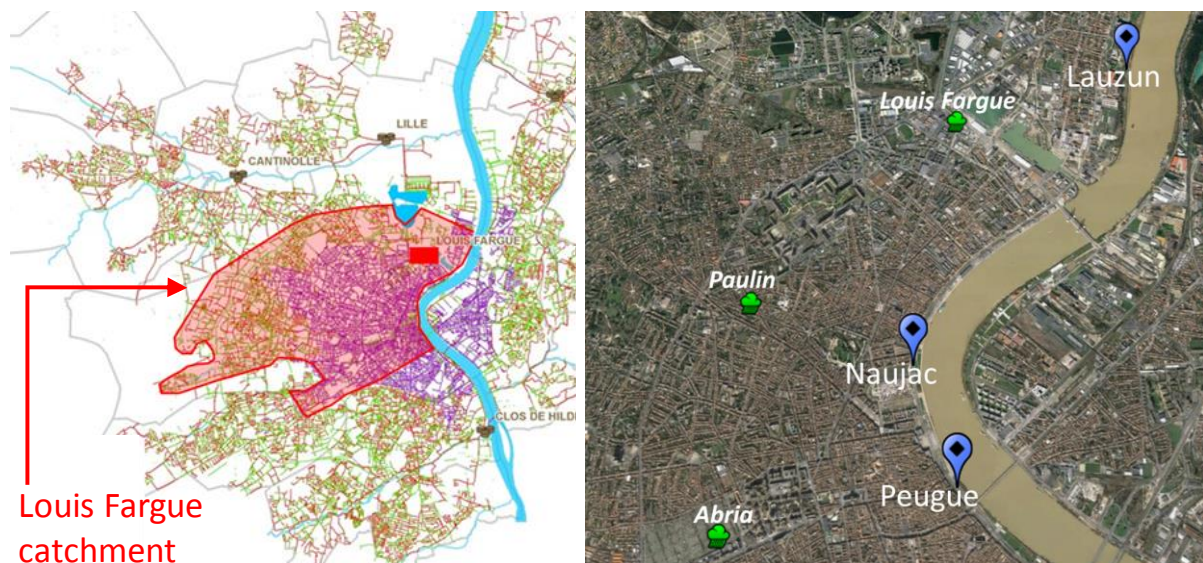 LILLE
CANTINOLLE
LOUIS FARGUE
CLOS DE HILD
Louis Fargue
catchment
Lauzun
Louis Fargue
Paulin
Naujac
Peugue
Abria